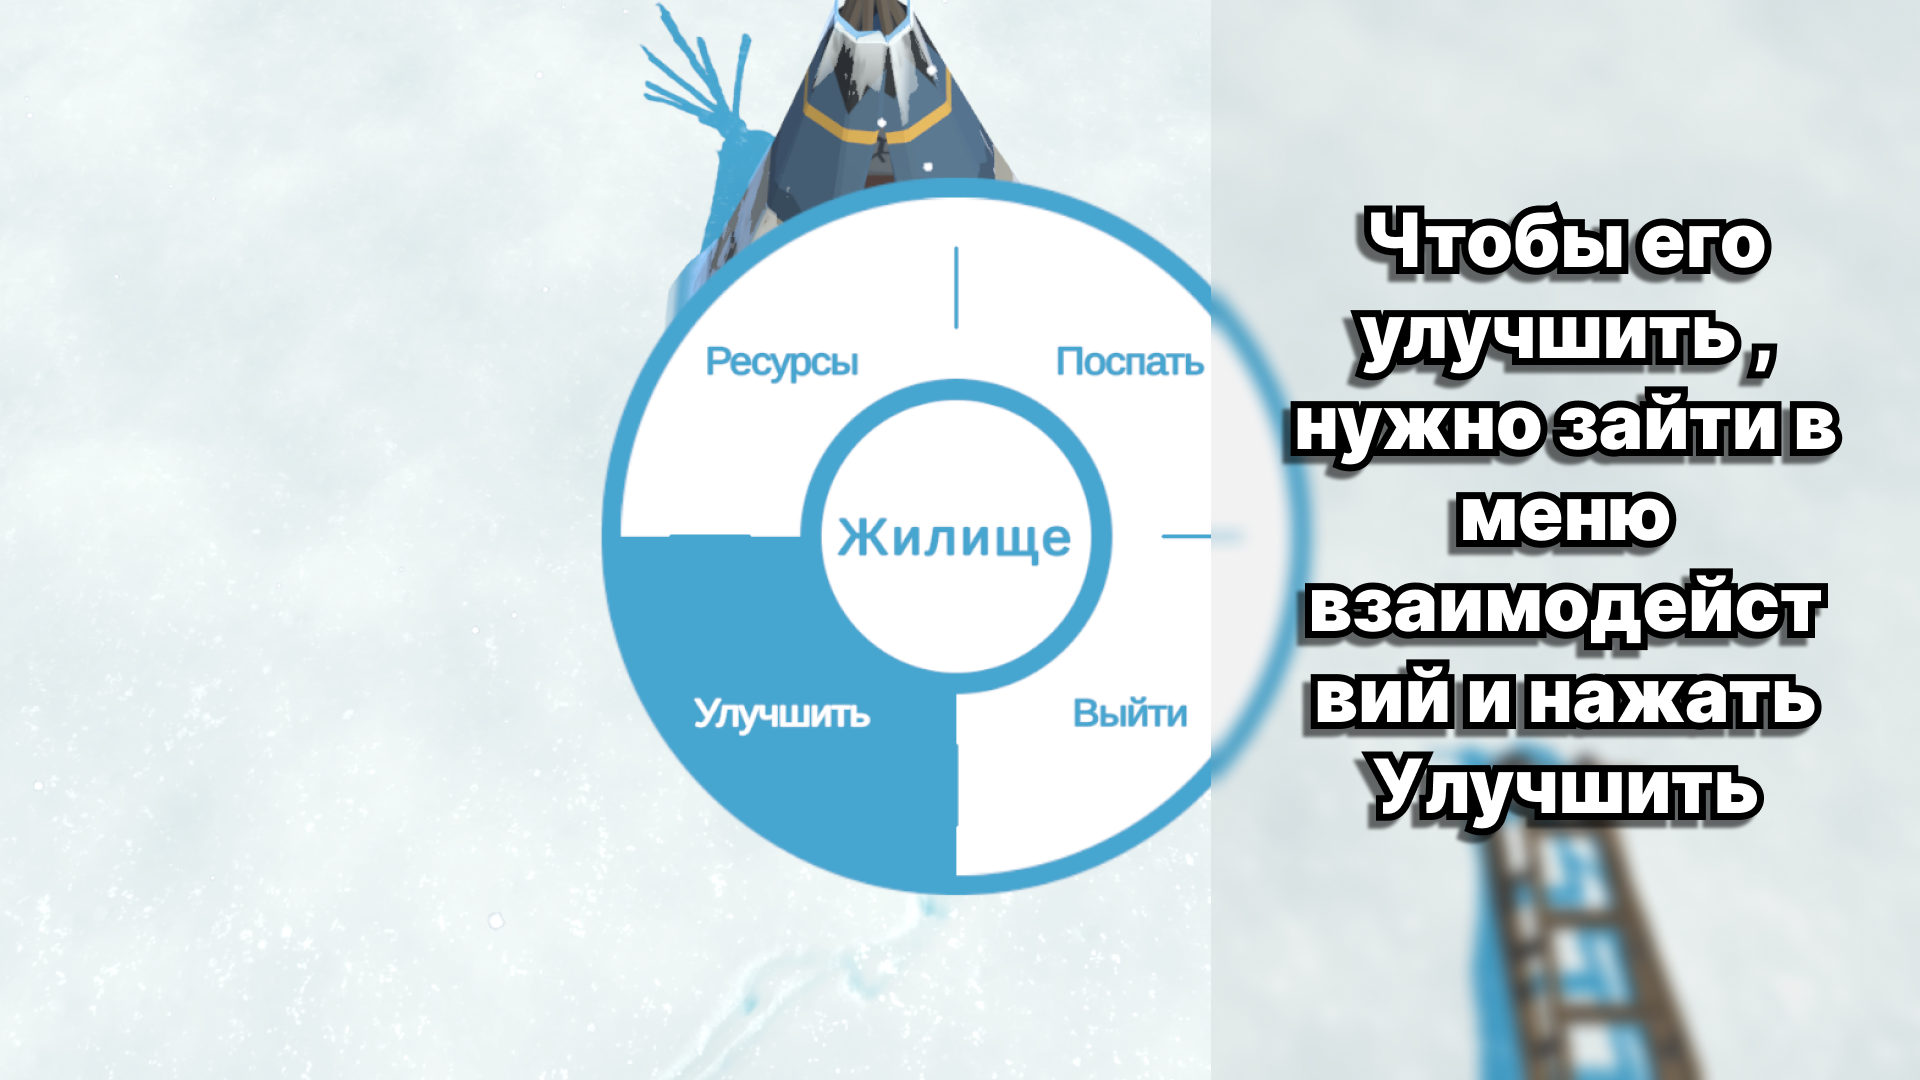 Ресурсы
Поспать
Жилище
Улучшить
Выйти
Чтобы его
улучшить ,
нужно зайти в
меню
взаимодейст
вий и нажать
Улучшить